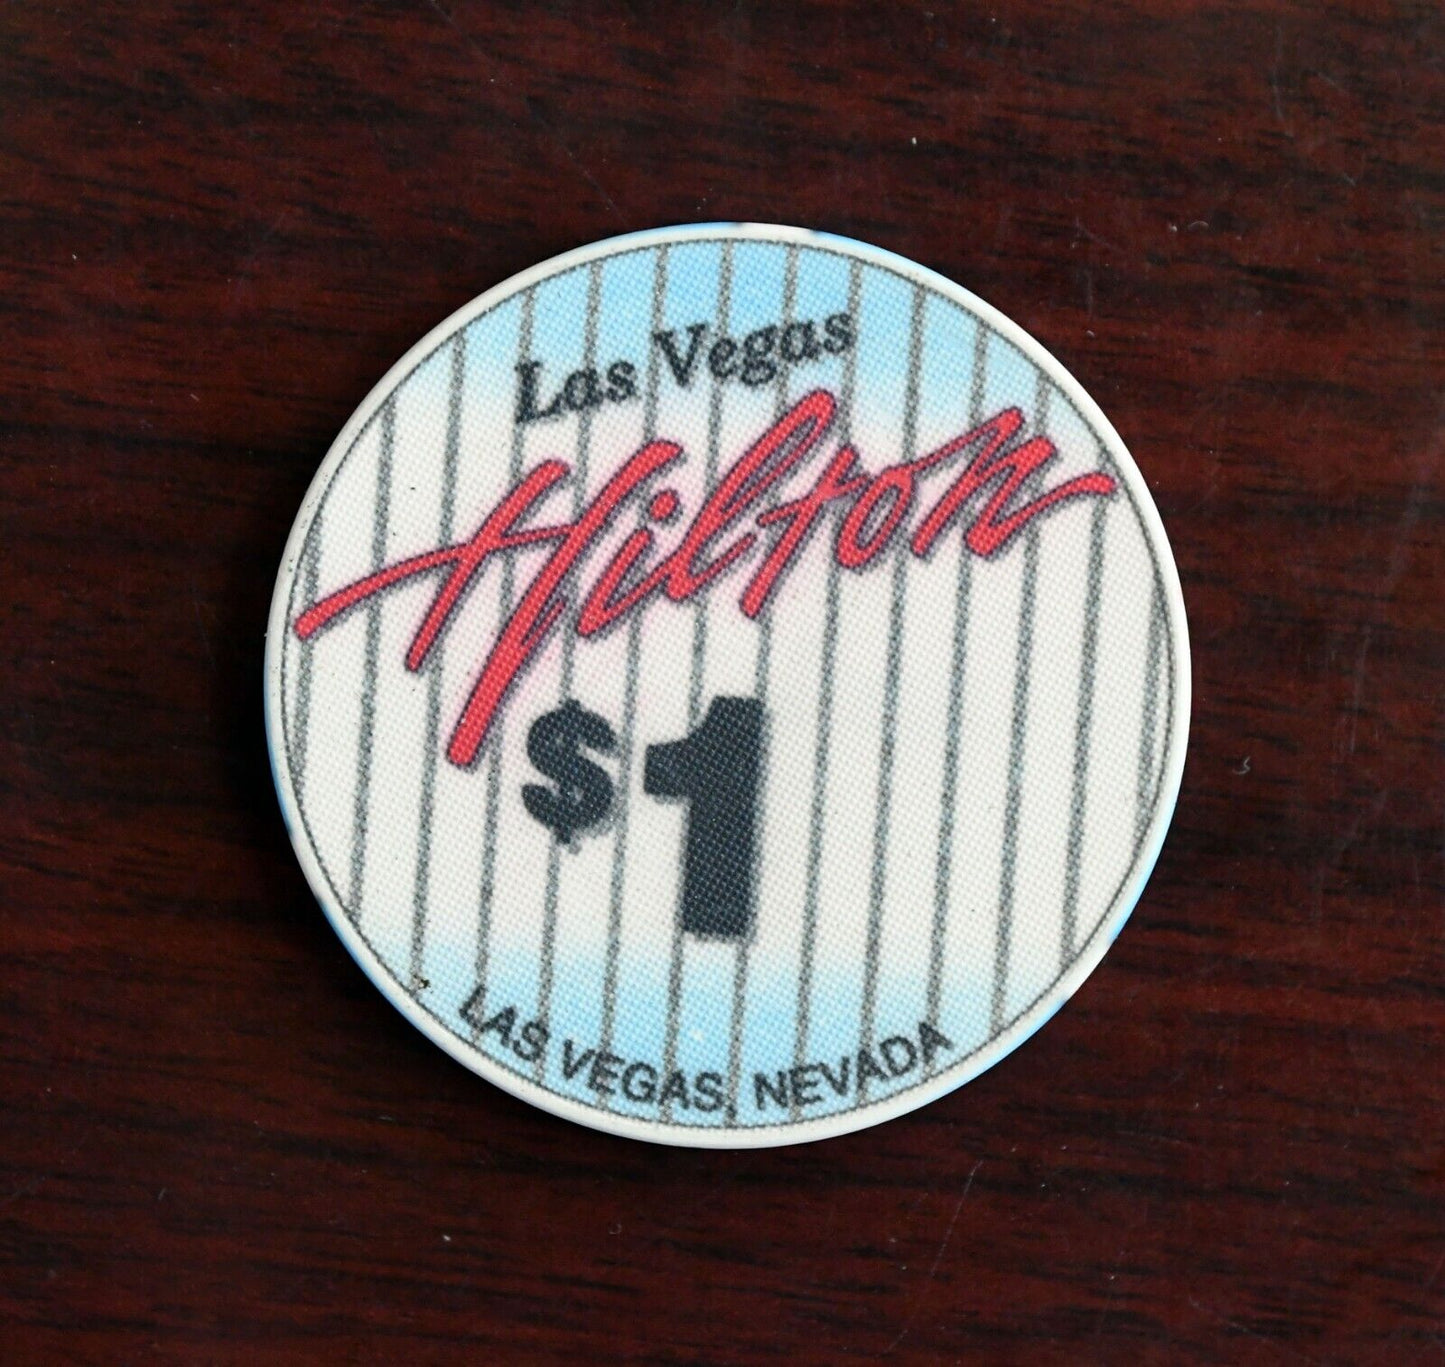 Las Vegas
Hilton
$1
LAS VEGAS, NEVADA